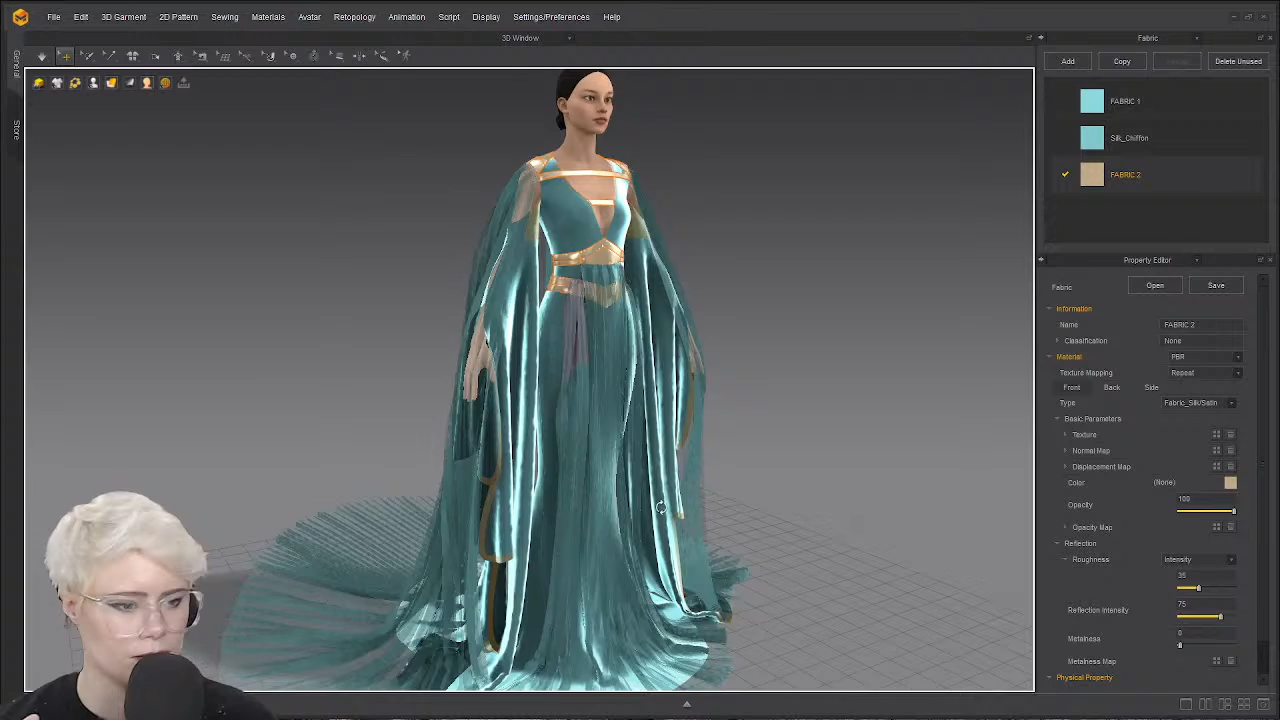 File Edit 3D Garment 2D Pattern Sewing Materials Avatar Retopology Animation Script Display Settings/Preferences Help
3D Window
Fabric
General
Store
Add Copy Delete Unused
FABRIC 1
Silk_Chiffon
FABRIC 2
Property Editor
Fabric Open Save
Information
Name FABRIC 2
Classification None
Material PBR
Texture Mapping Repeat
Front Back Side
Type Fabric_Silk/Satin
Basic Parameters
Texture
Normal Map
Displacement Map
Color (None)
Opacity 100
Opacity Map
Reflection
Roughness Intensity
35
Reflection Intensity 75
Metalness 0
Metalness Map
Physical Property